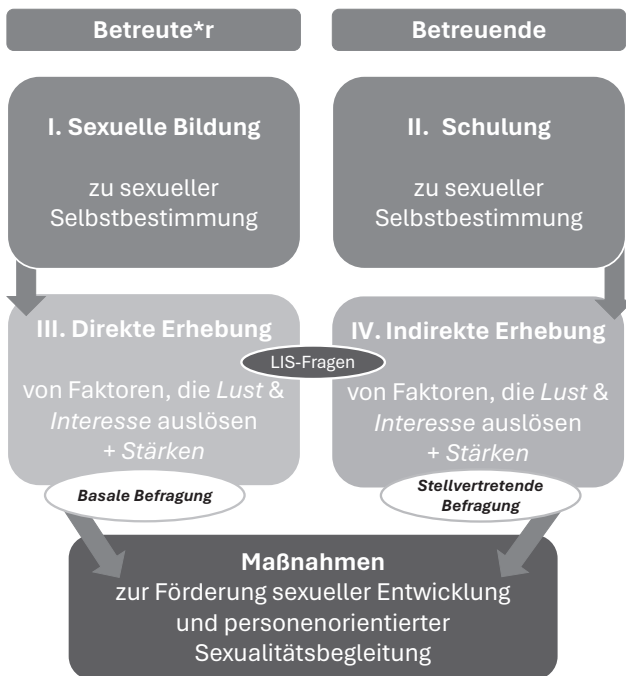 Betreute*r
Betreuende
I. Sexuelle Bildung
zu sexueller
Selbstbestimmung
II. Schulung
zu sexueller
Selbstbestimmung
III. Direkte Erhebung
von Faktoren, die Lust &
Interesse auslösen
+ Stärken
LIS-Fragen
IV. Indirekte Erhebung
von Faktoren, die Lust &
Interesse auslösen
+ Stärken
Basale Befragung
Stellvertretende
Befragung
Maßnahmen
zur Förderung sexueller Entwicklung
und personenorientierter
Sexualitätsbegleitung